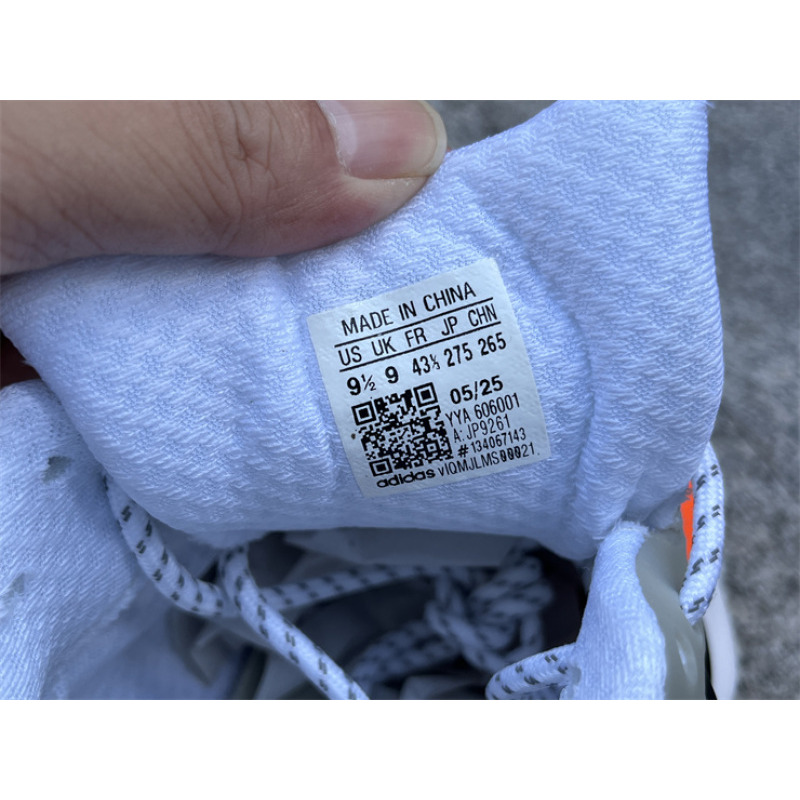 MADE IN CHINA
US UK FR JP CHN
9½ 9 43⅓ 275 265
05/25
YYA 606001
A: JP9261
# 134067143
adidas vIQMJLMS00021